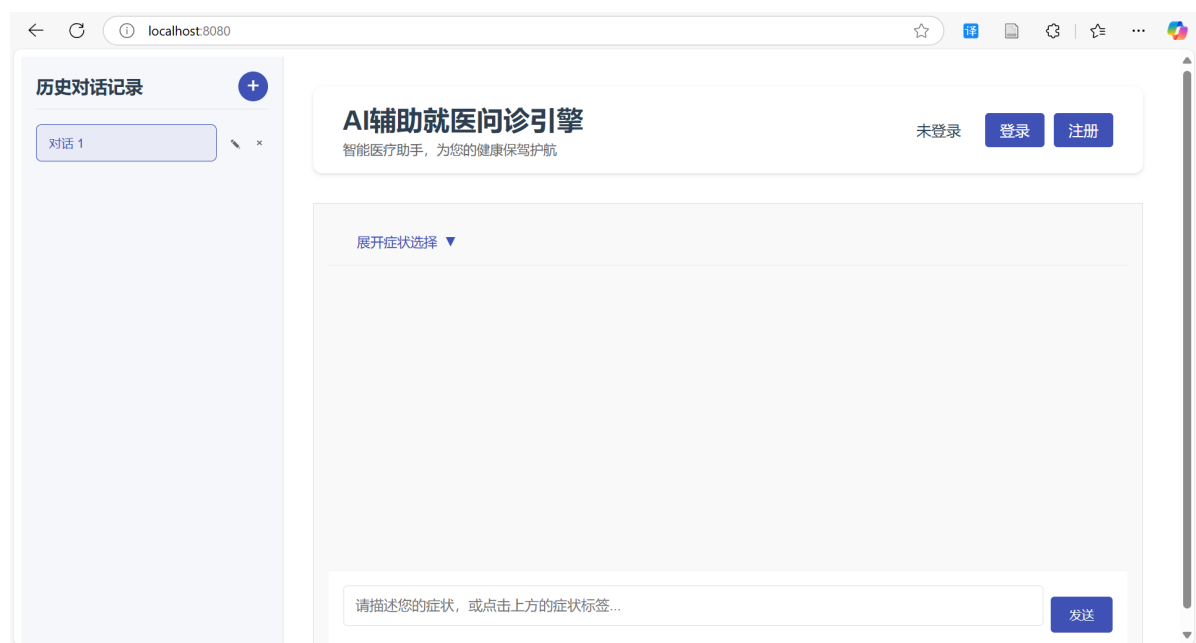 localhost:8080
译
历史对话记录
+
对话 1
×
AI辅助就医问诊引擎
智能医疗助手，为您的健康保驾护航
未登录
登录
注册
展开症状选择 ▼
请描述您的症状，或点击上方的症状标签...
发送